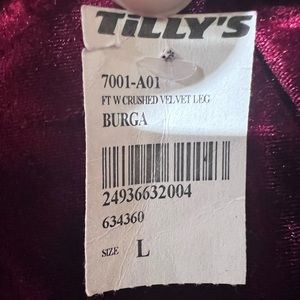 TiLLY'S
7001-A01
FT W CRUSHED VELVET LEG
BURGA
24936632004
634360
SIZE L